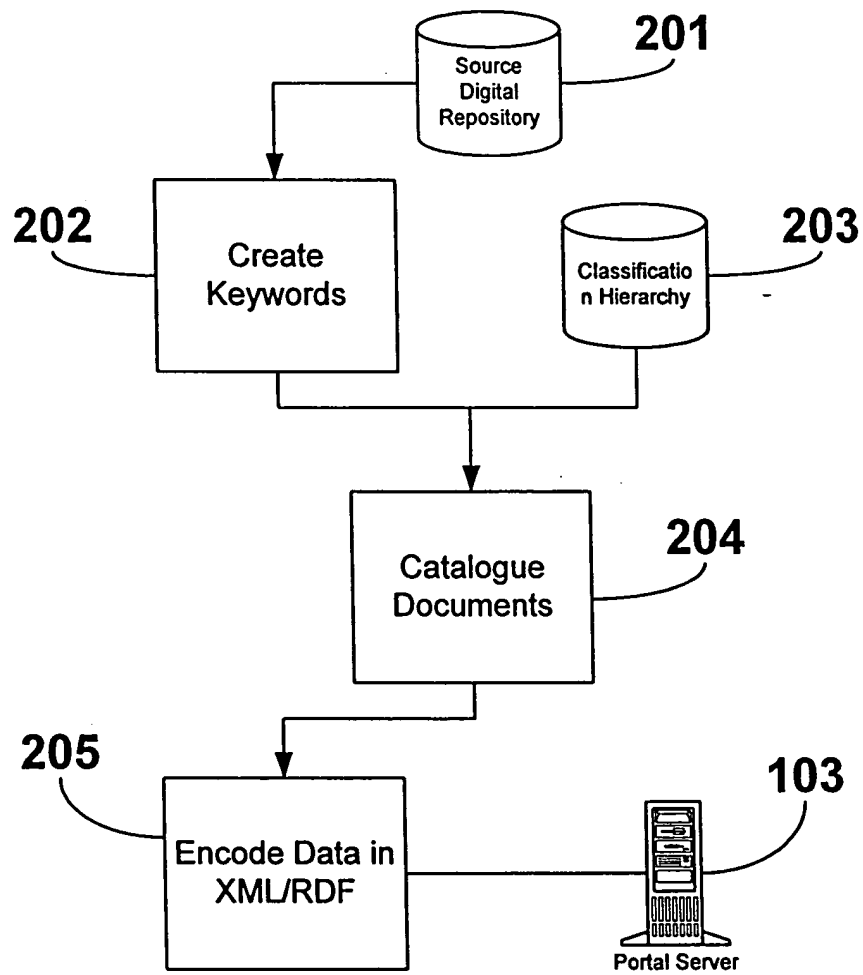 201
Source
Digital
Repository
202
Create
Keywords
203
Classificatio
n Hierarchy
204
Catalogue
Documents
205
Encode Data in
XML/RDF
103
Portal Server